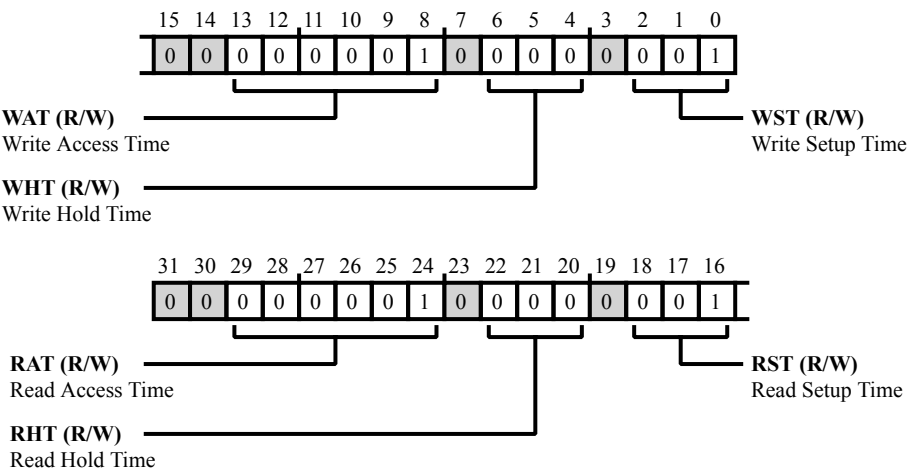 15 14 13 12 11 10 9 8 7 6 5 4 3 2 1 0
0 0 0 0 0 0 0 1 0 0 0 0 0 0 0 1
WAT (R/W)
Write Access Time
WST (R/W)
Write Setup Time
WHT (R/W)
Write Hold Time
31 30 29 28 27 26 25 24 23 22 21 20 19 18 17 16
0 0 0 0 0 0 0 1 0 0 0 0 0 0 0 1
RAT (R/W)
Read Access Time
RST (R/W)
Read Setup Time
RHT (R/W)
Read Hold Time